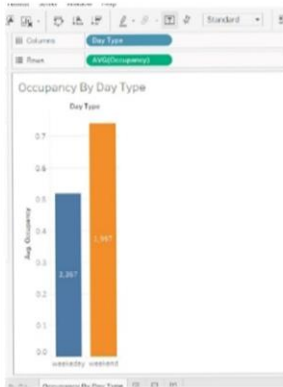 Standard
Columns
Day Type
Rows
AVG(Occupancy)
Occupancy By Day Type
Day Type
0.7
0.6
0.5
0.4
0.3
0.2
0.1
0.0
Avg. Occupancy
weekday
weekend
Occupancy By Day Type